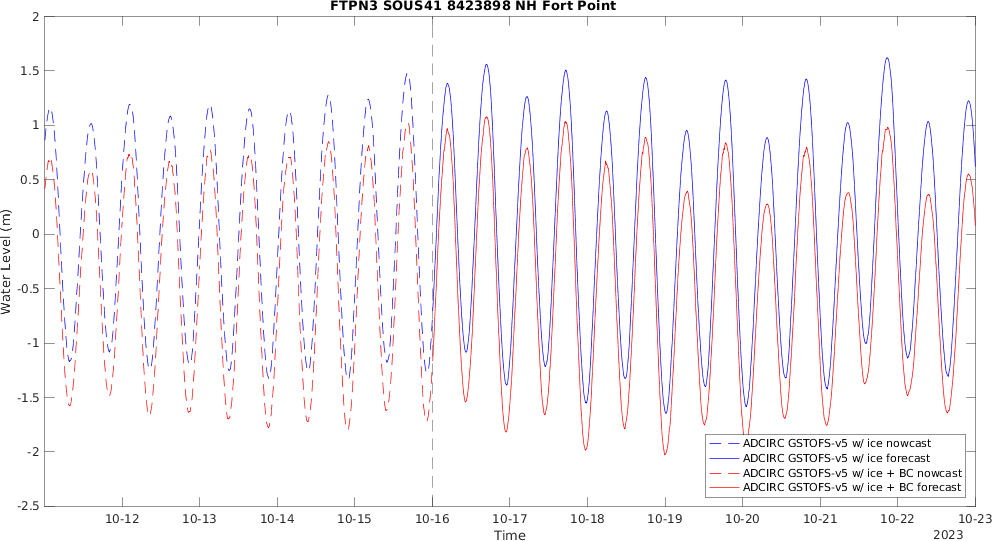 FTPN3 SOUS41 8423898 NH Fort Point
2
1.5
1
0.5
0
-0.5
-1
-1.5
-2
-2.5
Water Level (m)
ADCIRC GSTOFS-v5 w/ ice nowcast
ADCIRC GSTOFS-v5 w/ ice forecast
ADCIRC GSTOFS-v5 w/ ice + BC nowcast
ADCIRC GSTOFS-v5 w/ ice + BC forecast
10-12 10-13 10-14 10-15 10-16 10-17 10-18 10-19 10-20 10-21 10-22 10-23
Time
2023